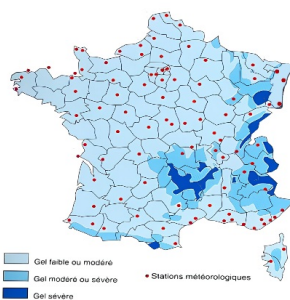 Gel faible ou modéré
Gel modéré ou sévère
Stations météorologiques
Gel sévère